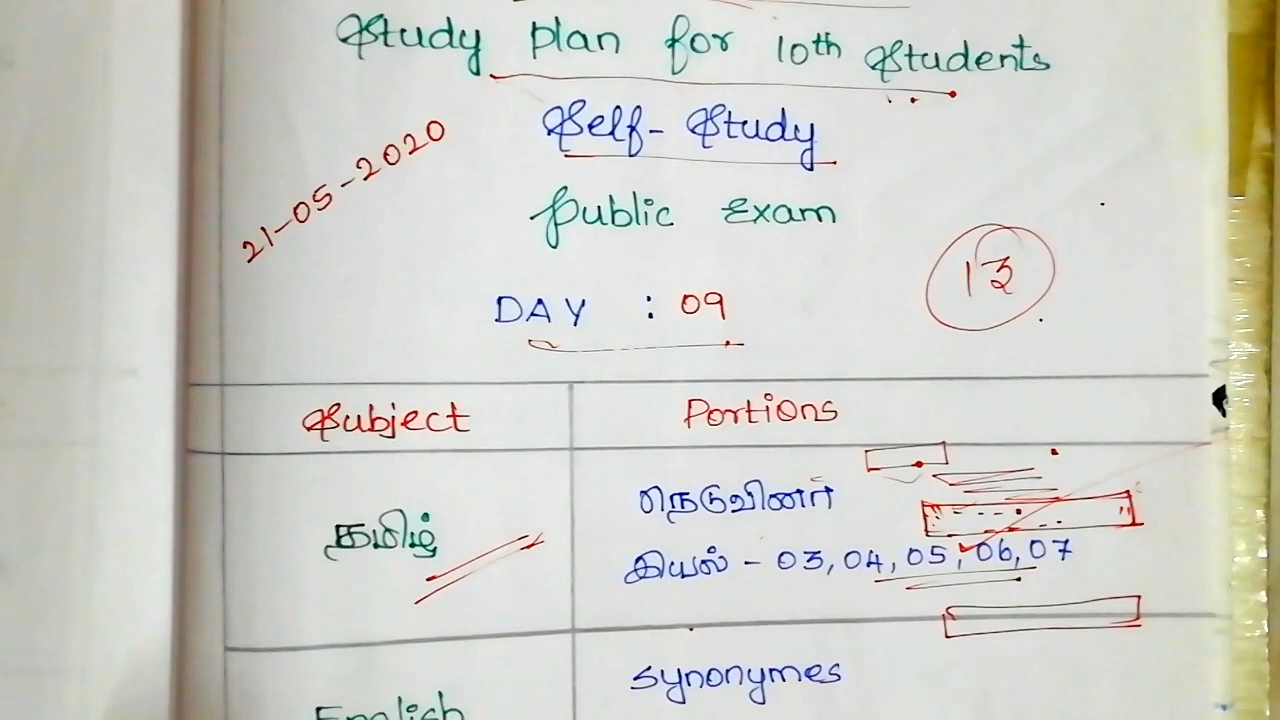 Study plan for 10th Students
Self-Study
21-05-2020
Public Exam
13
DAY : 09
Subject Portions
தமிழ் நெடுவினா
இயல் - 03, 04, 05, 06, 07
English synonymes